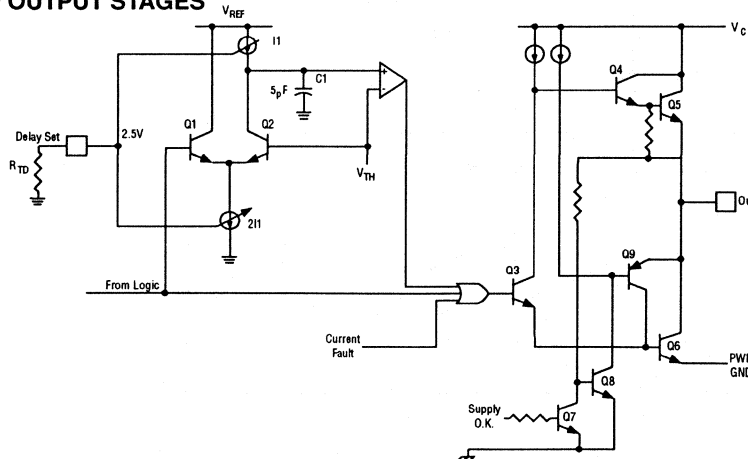 OUTPUT STAGES
VREF
I1
VC
C1
5pF
Q4
Q5
Q1
Q2
Delay Set
2.5V
RTD
VTH
2I1
Q9
Q3
From Logic
Current
Fault
Q6
PWR
GND
Q8
Supply
O.K.
Q7